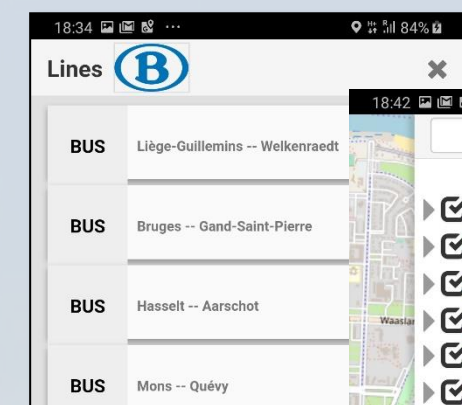 18:34 84%
Lines B
18:42
BUS Liège-Guillemins -- Welkenraedt
BUS Bruges -- Gand-Saint-Pierre
BUS Hasselt -- Aarschot
Waaslan
BUS Mons -- Quévy